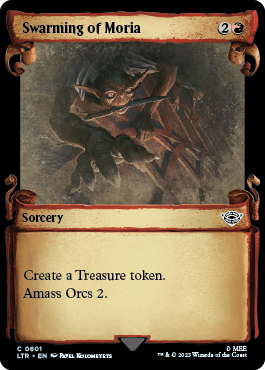 Swarming of Moria 2
Sorcery
Create a Treasure token.
Amass Orcs 2.
C 0601
LTR • EN PAVEL KOLOMEYETS
MEE
™ & © 2023 Wizards of the Coast